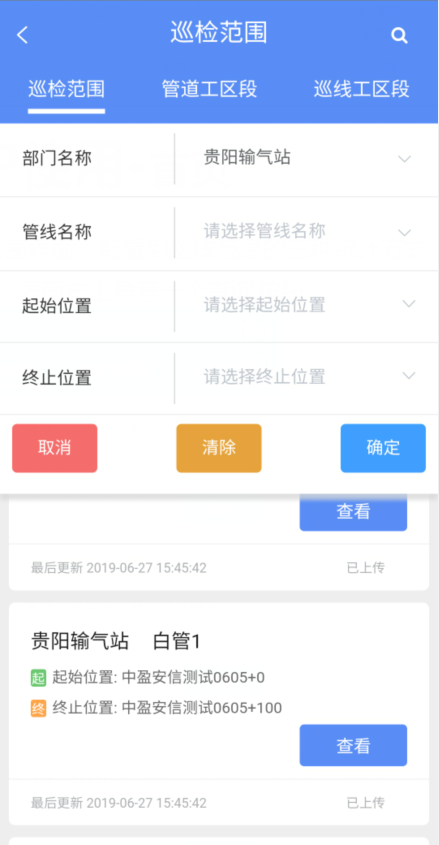 巡检范围
巡检范围 管道工区段 巡线工区段
部门名称 贵阳输气站
管线名称 请选择管线名称
起始位置 请选择起始位置
终止位置 请选择终止位置
取消 清除 确定
查看
最后更新 2019-06-27 15:45:42 已上传
贵阳输气站 白管1
起 起始位置: 中盈安信测试0605+0
终 终止位置: 中盈安信测试0605+100
查看
最后更新 2019-06-27 15:45:42 已上传